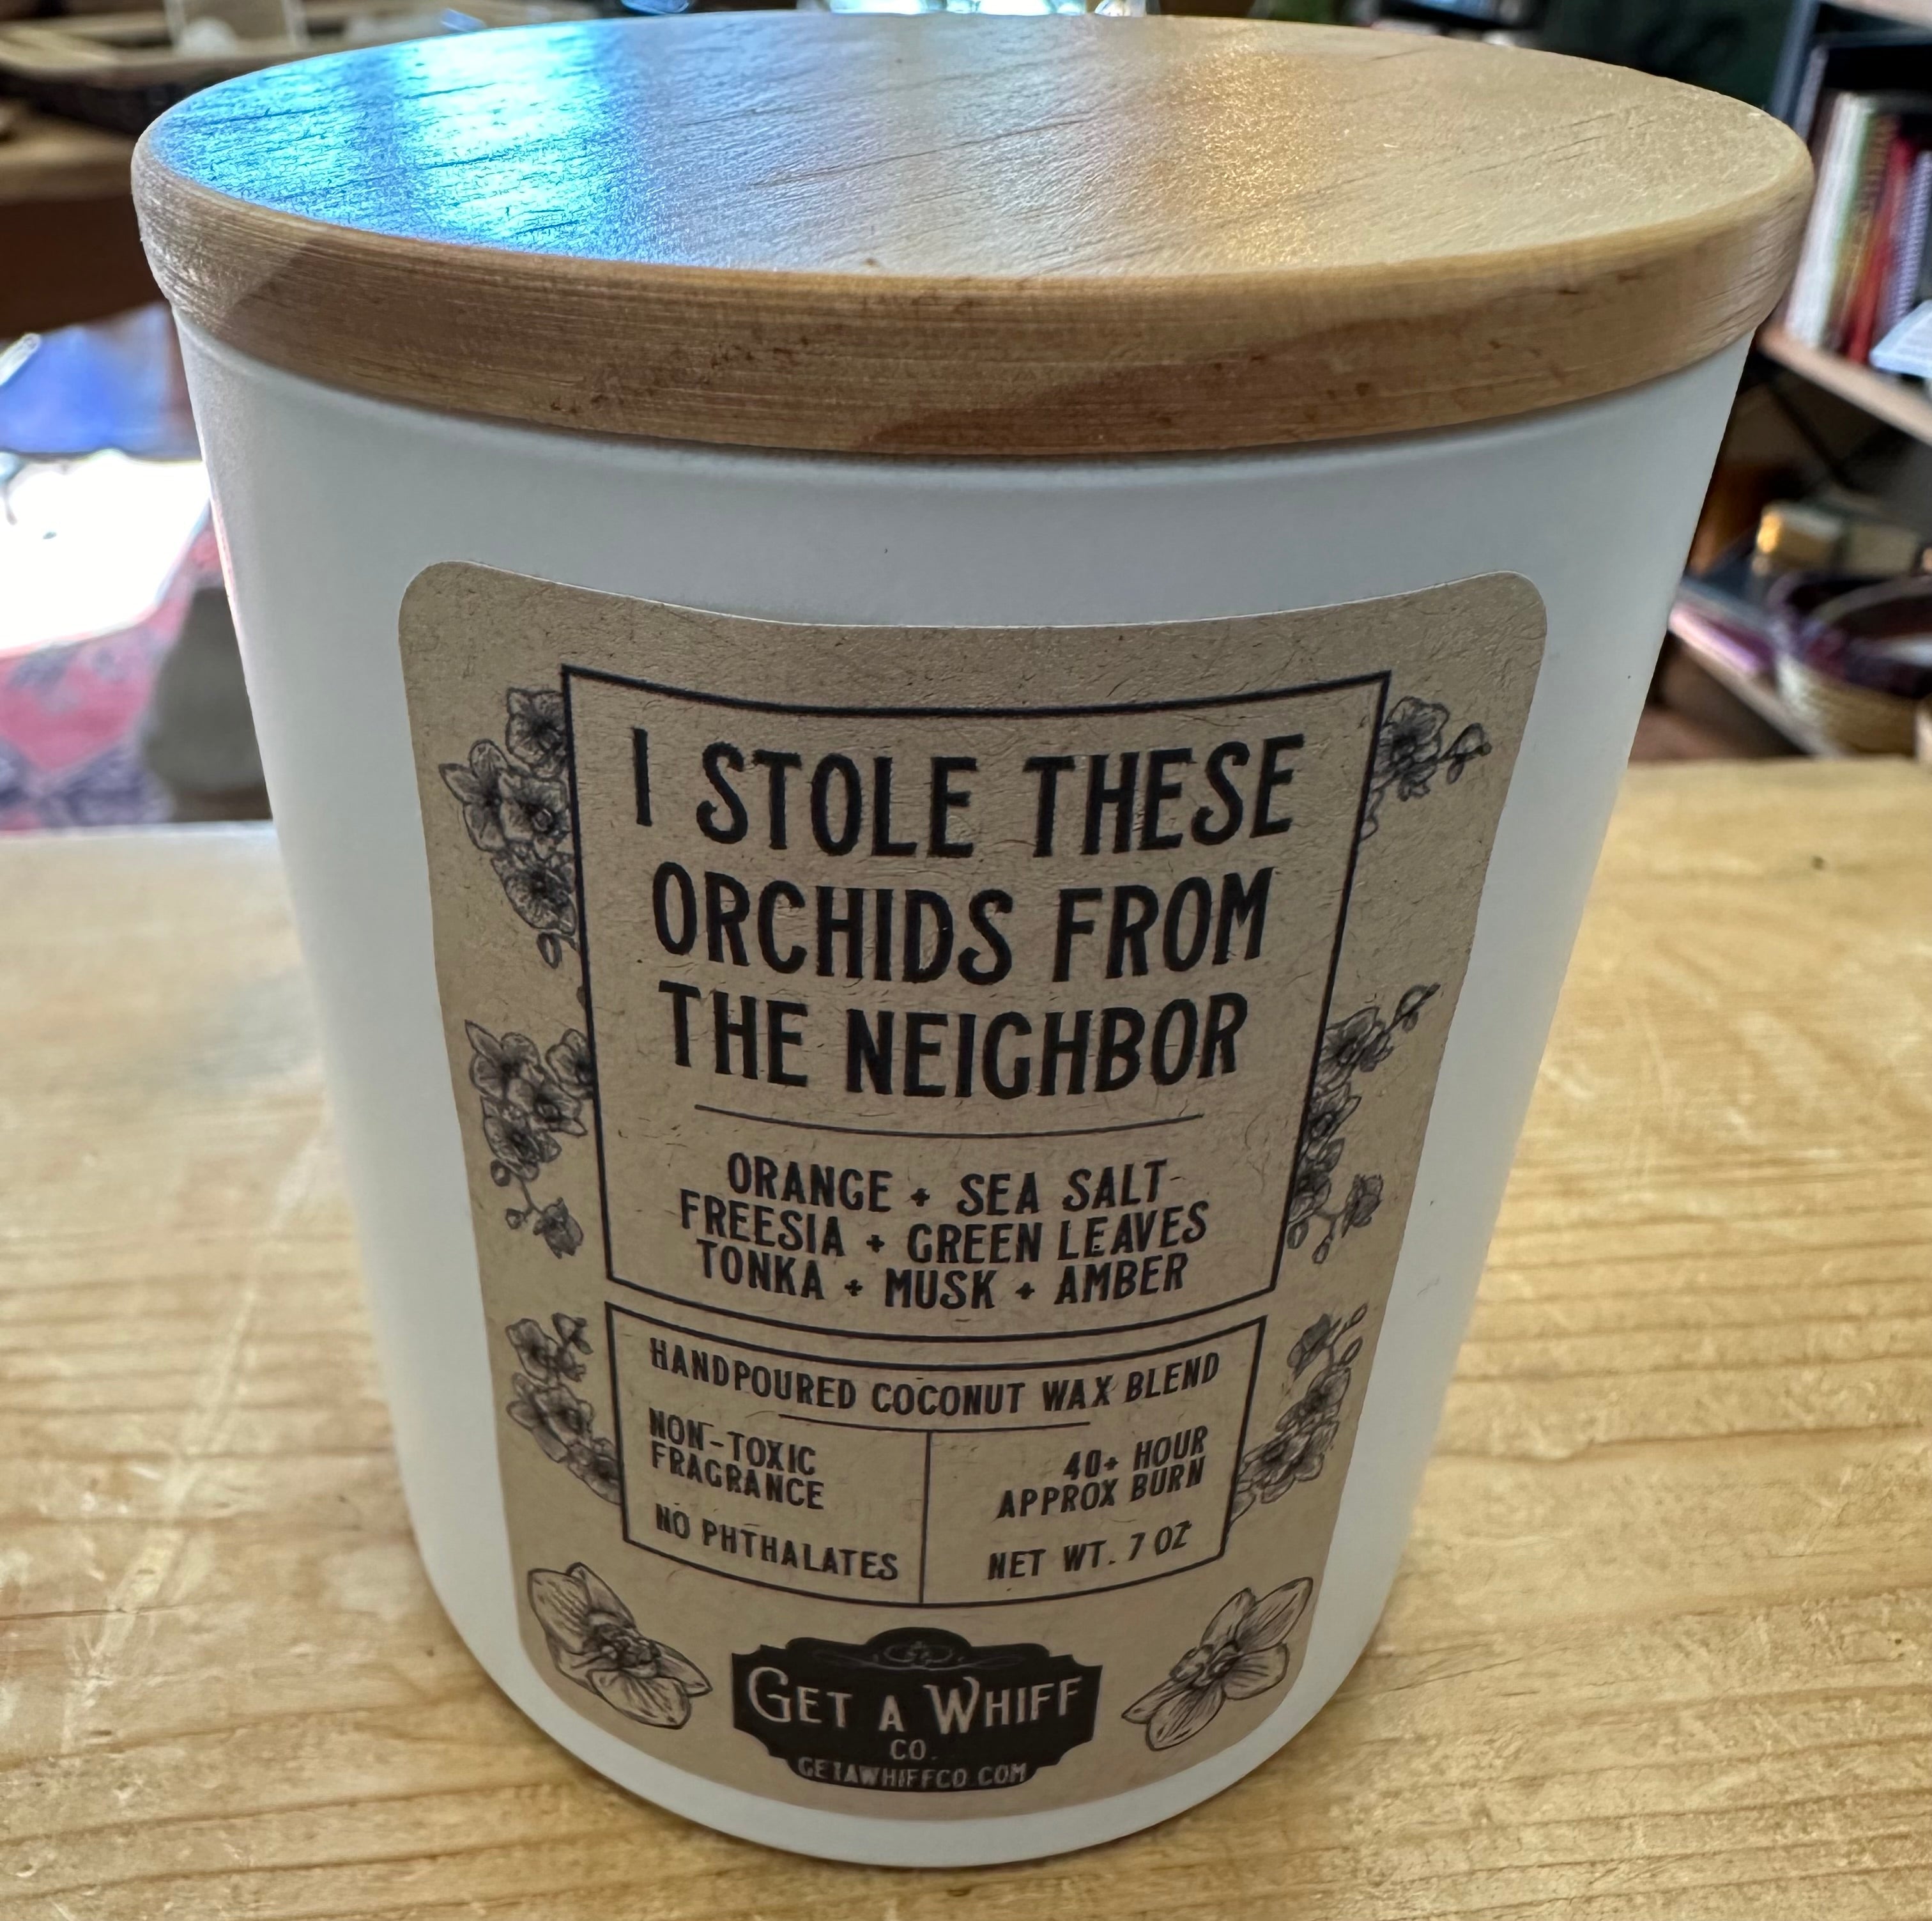 I STOLE THESE
ORCHIDS FROM
THE NEIGHBOR
ORANGE + SEA SALT
FREESIA + GREEN LEAVES
TONKA + MUSK + AMBER
HANDPOURED COCONUT WAX BLEND
NON-TOXIC
FRAGRANCE
NO PHTHALATES
40+ HOUR
APPROX BURN
NET WT. 7 OZ
GET A WHIFF
CO.
GETAWHIFFCO.COM